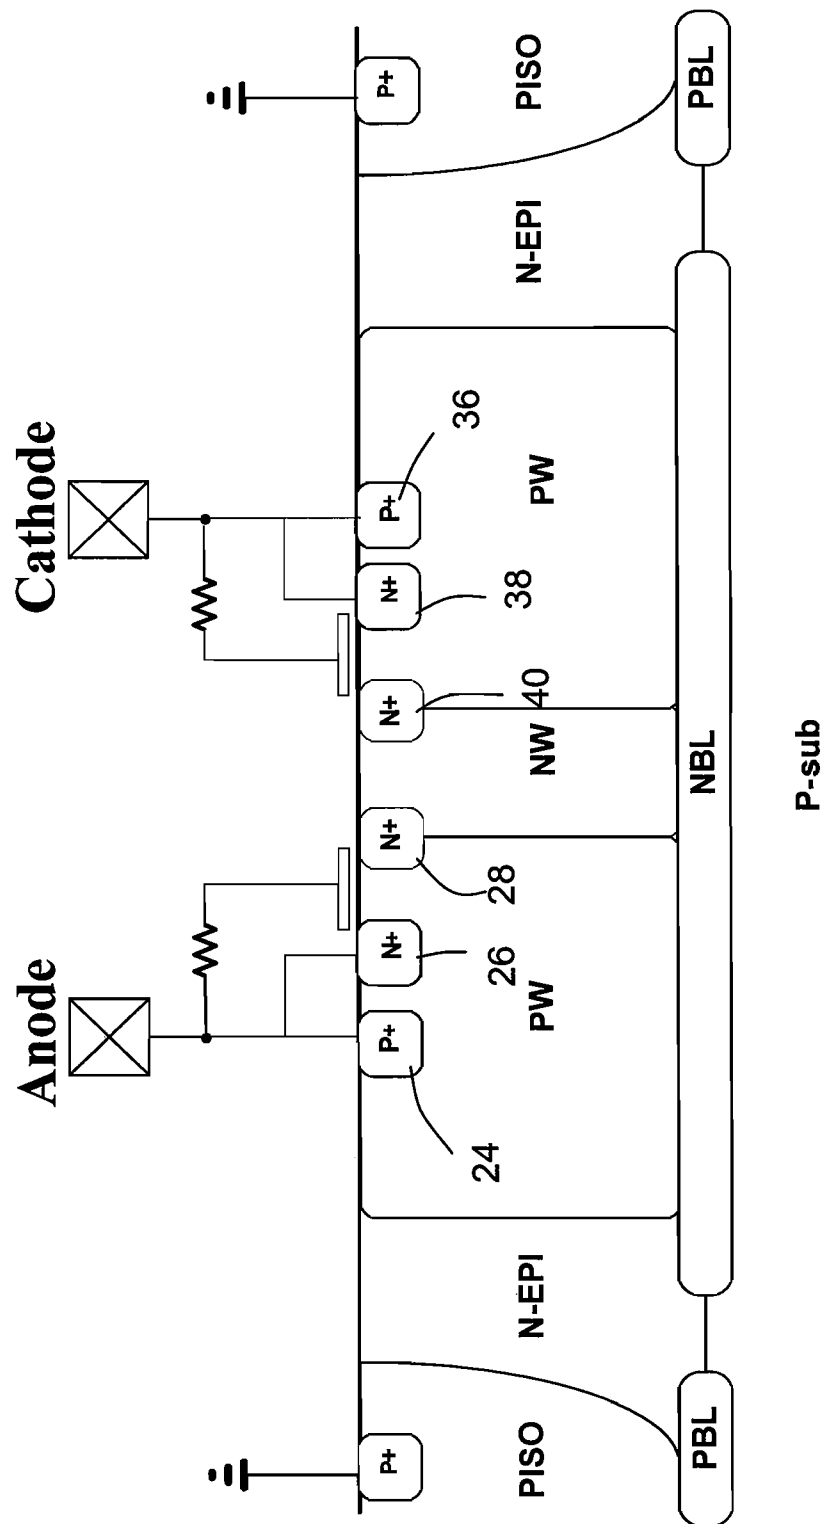 Anode
Cathode
P+
P+
N+
N+
N+
N+
P+
P+
24
26
28
40
38
36
PISO
N-EPI
PW
NW
PW
N-EPI
PISO
PBL
NBL
PBL
P-sub